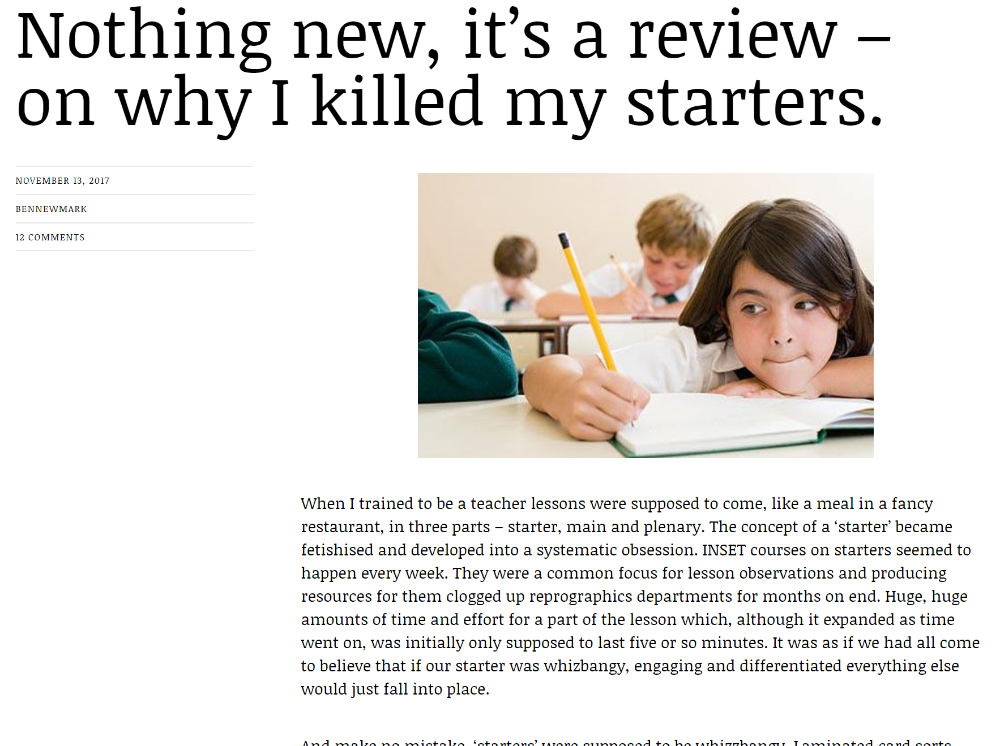 Nothing new, it’s a review –
on why I killed my starters.
NOVEMBER 13, 2017
BENNEWMARK
12 COMMENTS
When I trained to be a teacher lessons were supposed to come, like a meal in a fancy
restaurant, in three parts – starter, main and plenary. The concept of a ‘starter’ became
fetishised and developed into a systematic obsession. INSET courses on starters seemed to
happen every week. They were a common focus for lesson observations and producing
resources for them clogged up reprographics departments for months on end. Huge, huge
amounts of time and effort for a part of the lesson which, although it expanded as time
went on, was initially only supposed to last five or so minutes. It was as if we had all come
to believe that if our starter was whizbangy, engaging and differentiated everything else
would just fall into place.
And make no mistake, ‘starters’ were supposed to be whizzbangy. Laminated card sorts,